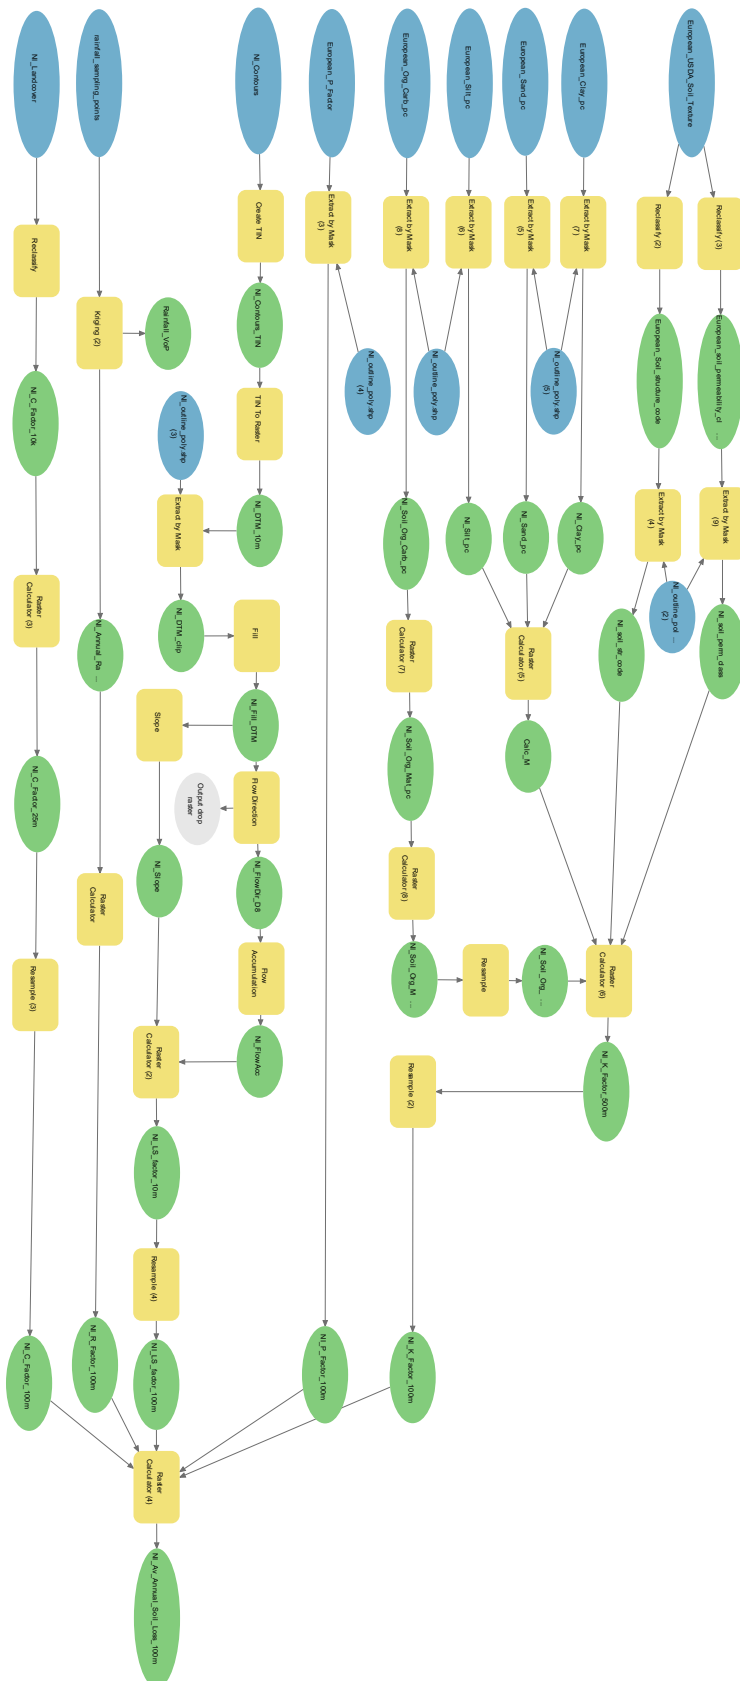 European_USDA_Soil_Texture
Reclassify (3)
European_soil_permeability_cl
...
Extract by Mask
(9)
NI_soil_perm_class
Reclassify (2)
European_Soil_structure_code
Extract by Mask
(4)
NI_outline_pol ...
(2)
NI_soil_str_code
European_Clay_pc
Extract by Mask
(7)
NI_Clay_pc
NI_outline_poly.shp
(5)
European_Sand_pc
Extract by Mask
(5)
NI_Sand_pc
Raster
Calculator (5)
Calc_M
Raster
Calculator (6)
NI_K_Factor_500m
European_Silt_pc
Extract by Mask
(6)
NI_Silt_pc
NI_outline_poly.shp
European_Org_Carb_pc
Extract by Mask
(8)
NI_Soil_Org_Carb_pc
Raster
Calculator (7)
NI_Soil_Org_Mat_pc
Raster
Calculator (8)
NI_Soil_Org_M
...
Resample
NI_Soil_Org_
...
Resample (2)
NI_K_Factor_100m
European_P_Factor
Extract by Mask
(3)
NI_outline_poly.shp
(4)
NI_P_Factor_100m
NI_Contours
Create TIN
NI_Contours_TIN
TIN To Raster
NI_DTM_10m
NI_outline_poly.shp
(3)
Extract by Mask
NI_DTM_clip
Fill
NI_Fill_DTM
Slope
NI_Slope
Flow Direction
Output drop
raster
NI_FlowDir_D8
Flow
Accumulation
NI_FlowAcc
Raster
Calculator (2)
NI_LS_factor_10m
Resample (4)
NI_LS_factor_100m
rainfall_sampling_points
Kriging (2)
Rainfall_VoP
NI_Annual_Ra
...
Raster
Calculator
NI_R_Factor_100m
NI_Landcover
Reclassify
NI_C_Factor_10k
Raster
Calculator (3)
NI_C_Factor_25m
Resample (3)
NI_C_Factor_100m
Raster
Calculator (4)
NI_Av_Annual_Soil_Loss_100m